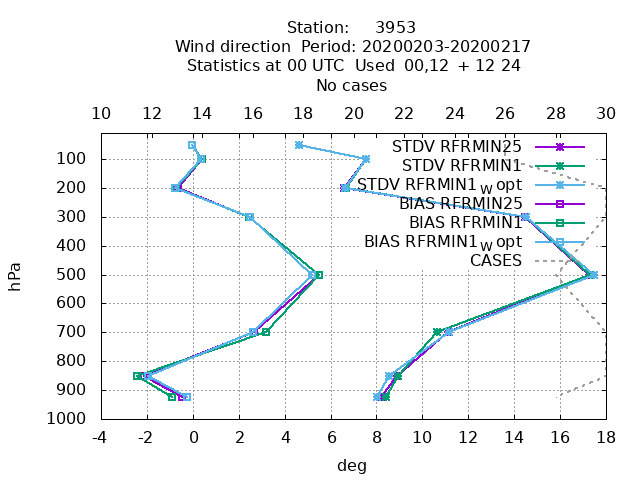 Station: 3953
Wind direction Period: 20200203-20200217
Statistics at 00 UTC Used 00,12 + 12 24
No cases
10 12 14 16 18 20 22 24 26 28 30
STDV RFRMIN25
STDV RFRMIN1
STDV RFRMIN1_w opt
BIAS RFRMIN25
BIAS RFRMIN1
BIAS RFRMIN1_w opt
CASES
hPa
100
200
300
400
500
600
700
800
900
1000
-4 -2 0 2 4 6 8 10 12 14 16 18
deg